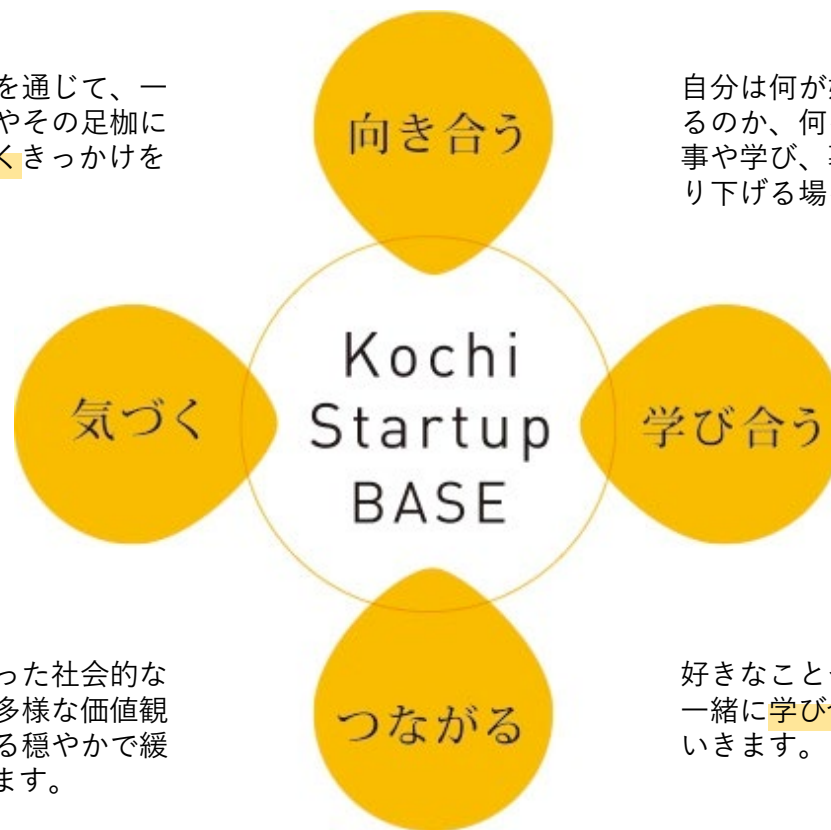 を通じて、一
やその足枷に
くきっかけを
向き合う
自分は何が
るのか、何
事や学び、
り下げる場
気づく
Kochi
Startup
BASE
学び合う
った社会的な
多様な価値観
る穏やかで緩
ます。
つながる
好きなこと
一緒に学び
いきます。